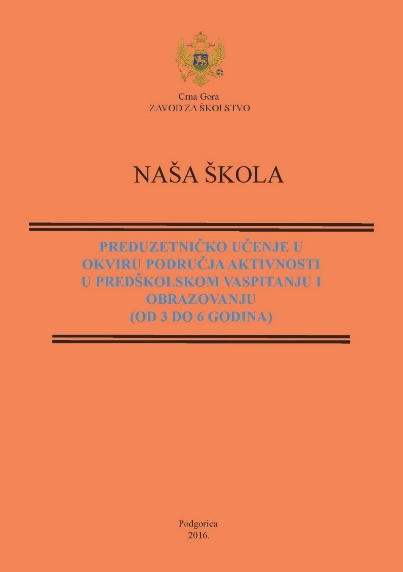 Crna Gora
ZAVOD ZA ŠKOLSTVO
NAŠA ŠKOLA
PREDUZETNIČKO UČENJE U
OKVIRU PODRUČJA AKTIVNOSTI
U PREDŠKOLSKOM VASPITANJU I
OBRAZOVANJU
(OD 3 DO 6 GODINA)
Podgorica
2016.